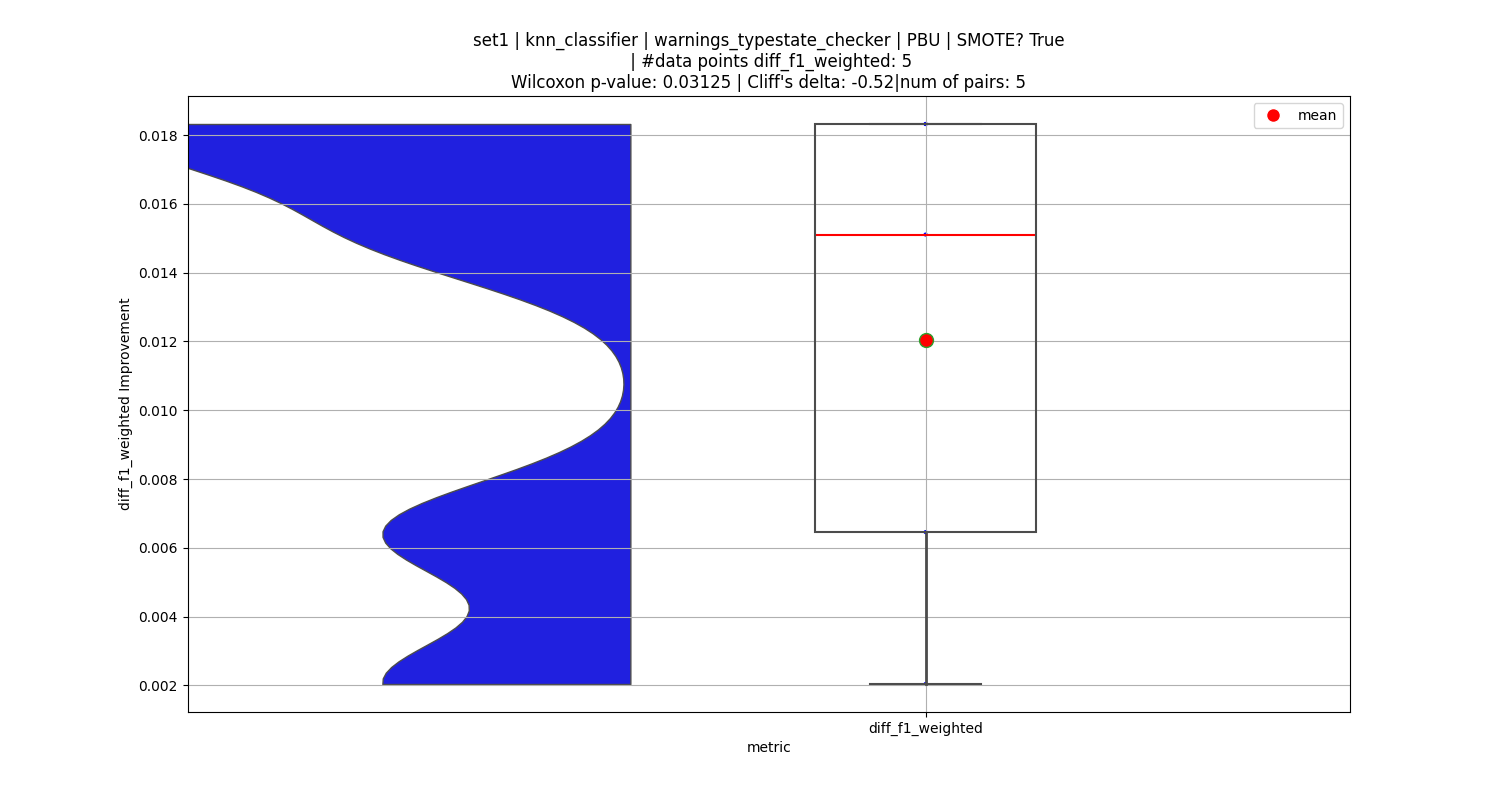 set1 | knn_classifier | warnings_typestate_checker | PBU | SMOTE? True
| #data points diff_f1_weighted: 5
Wilcoxon p-value: 0.03125 | Cliff's delta: -0.52|num of pairs: 5
mean
0.018
0.016
0.014
0.012
0.010
0.008
0.006
0.004
0.002
diff_f1_weighted Improvement
diff_f1_weighted
metric